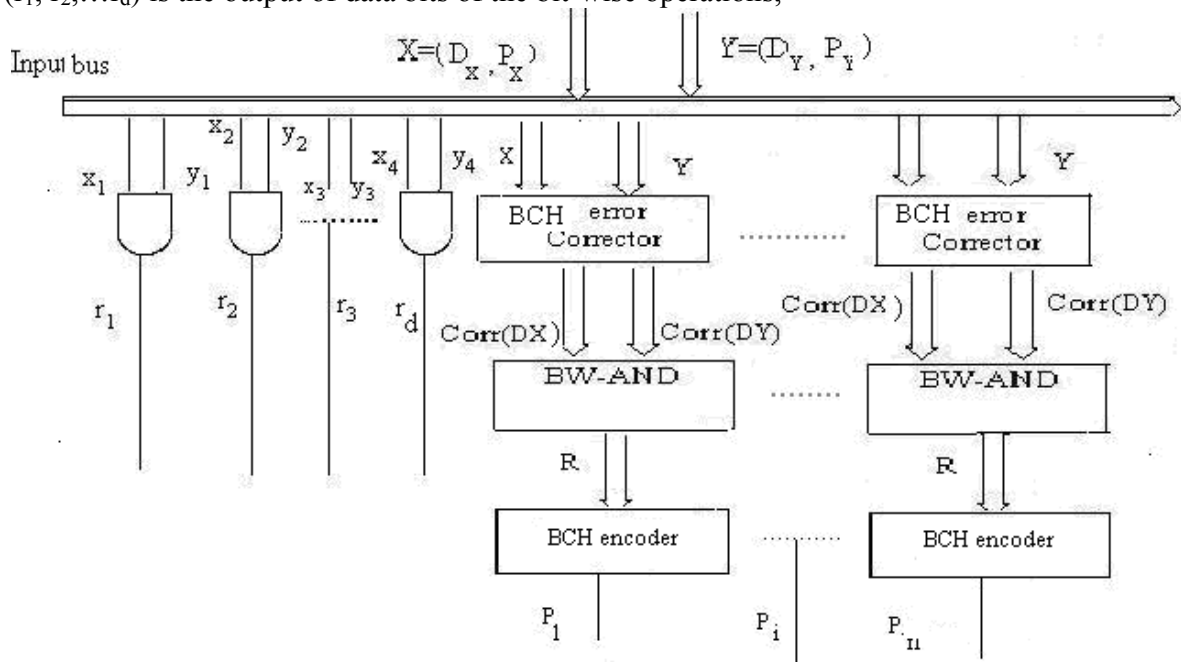 (r1, r2,…rd) is the output of data bits of the bit-wise operations,
X=(DX, PX)
Y=(DY, PY)
Input bus
x1 y1
x2 y2
x3 y3
x4 y4
X Y
Y
BCH error Corrector
BCH error Corrector
r1
r2
r3
rd
Corr(DX) Corr(DY)
Corr(DX) Corr(DY)
BW-AND
BW-AND
R
R
BCH encoder
BCH encoder
P1
Pi